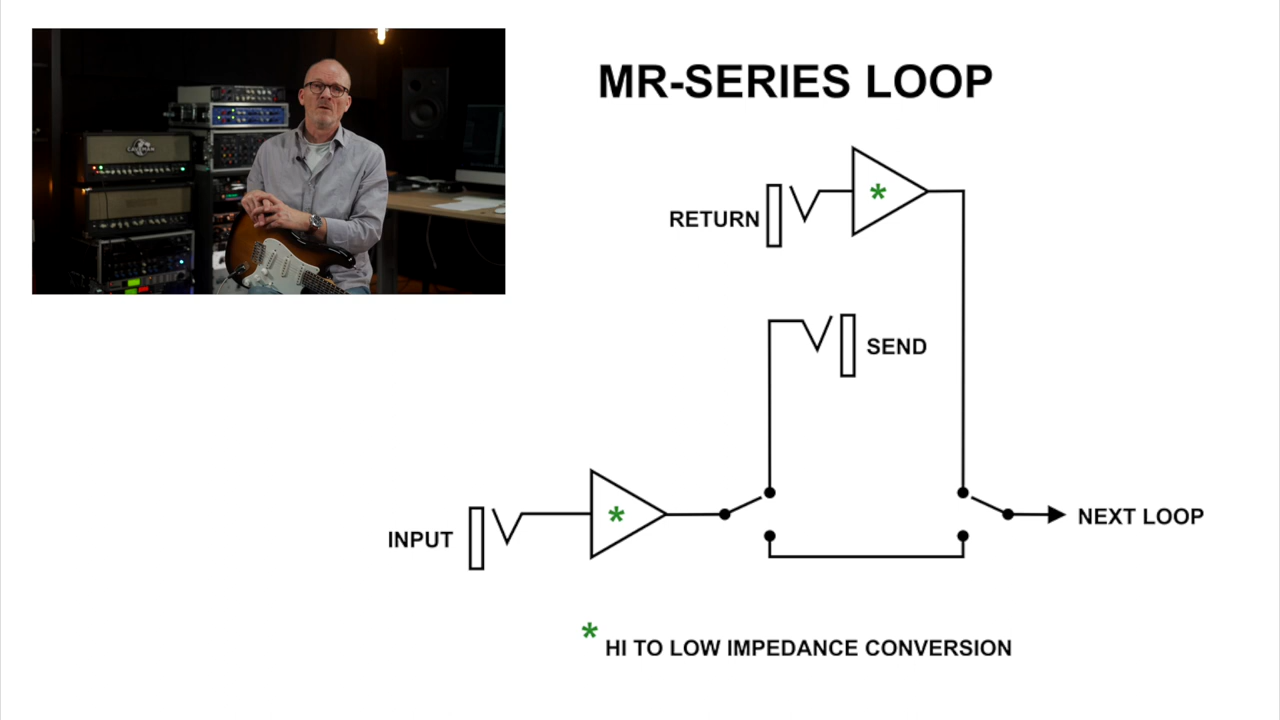 MR-SERIES LOOP
RETURN
*
SEND
INPUT
*
NEXT LOOP
* HI TO LOW IMPEDANCE CONVERSION